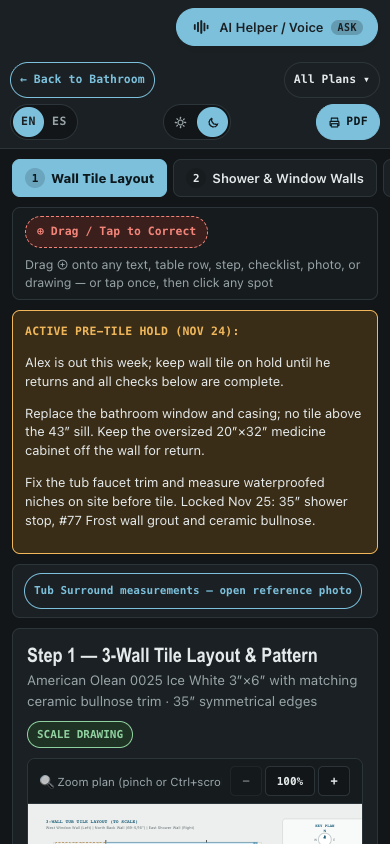 AI Helper / Voice ASK
← Back to Bathroom
All Plans ▾
EN ES
PDF
1 Wall Tile Layout
2 Shower & Window Walls
⊕ Drag / Tap to Correct
Drag ⊕ onto any text, table row, step, checklist, photo, or
drawing — or tap once, then click any spot
ACTIVE PRE-TILE HOLD (NOV 24):
Alex is out this week; keep wall tile on hold until he
returns and all checks below are complete.
Replace the bathroom window and casing; no tile above
the 43″ sill. Keep the oversized 20″×32″ medicine
cabinet off the wall for return.
Fix the tub faucet trim and measure waterproofed
niches on site before tile. Locked Nov 25: 35″ shower
stop, #77 Frost wall grout and ceramic bullnose.
Tub Surround measurements — open reference photo
Step 1 — 3-Wall Tile Layout & Pattern
American Olean 0025 Ice White 3″×6″ with matching
ceramic bullnose trim · 35″ symmetrical edges
SCALE DRAWING
Zoom plan (pinch or Ctrl+scro
− 100% +
3-WALL TUB TILE LAYOUT (TO SCALE)
KEY PLAN